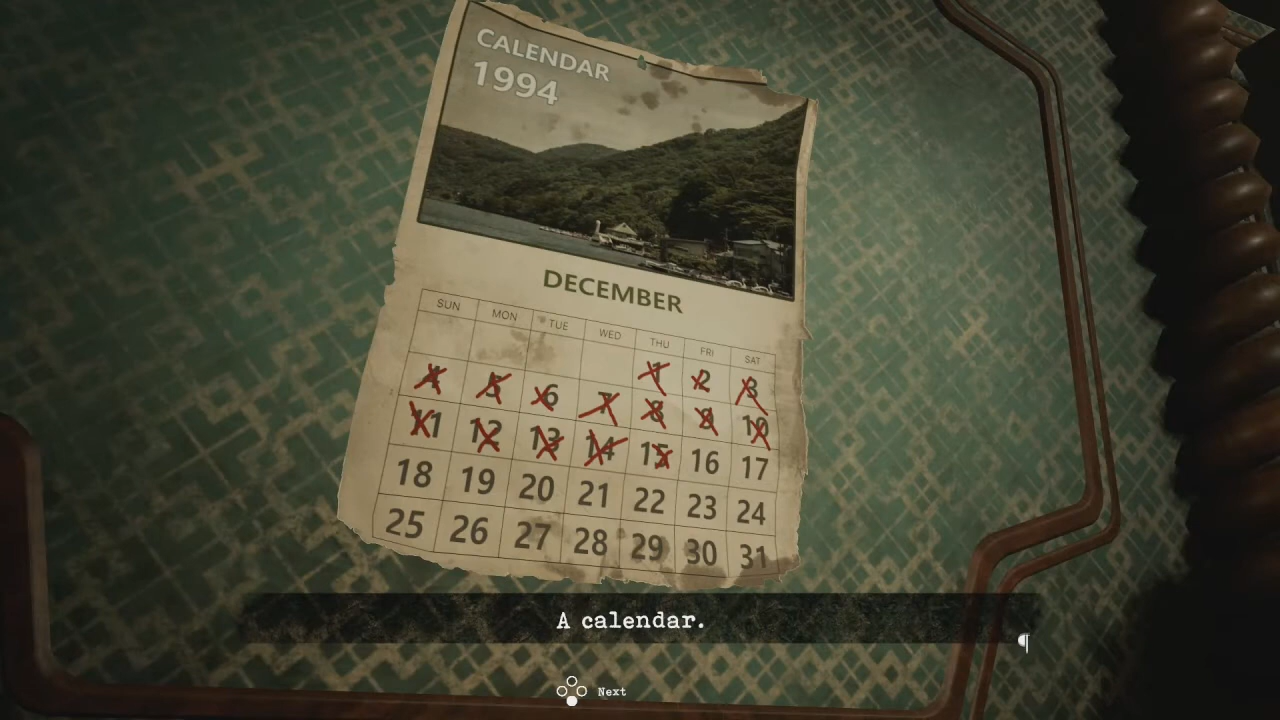 CALENDAR
1994
DECEMBER
SUN MON TUE WED THU FRI SAT
1 2 3
4 5 6 7 8 9 10
11 12 13 14 15 16 17
18 19 20 21 22 23 24
25 26 27 28 29 30 31
A calendar.
Next